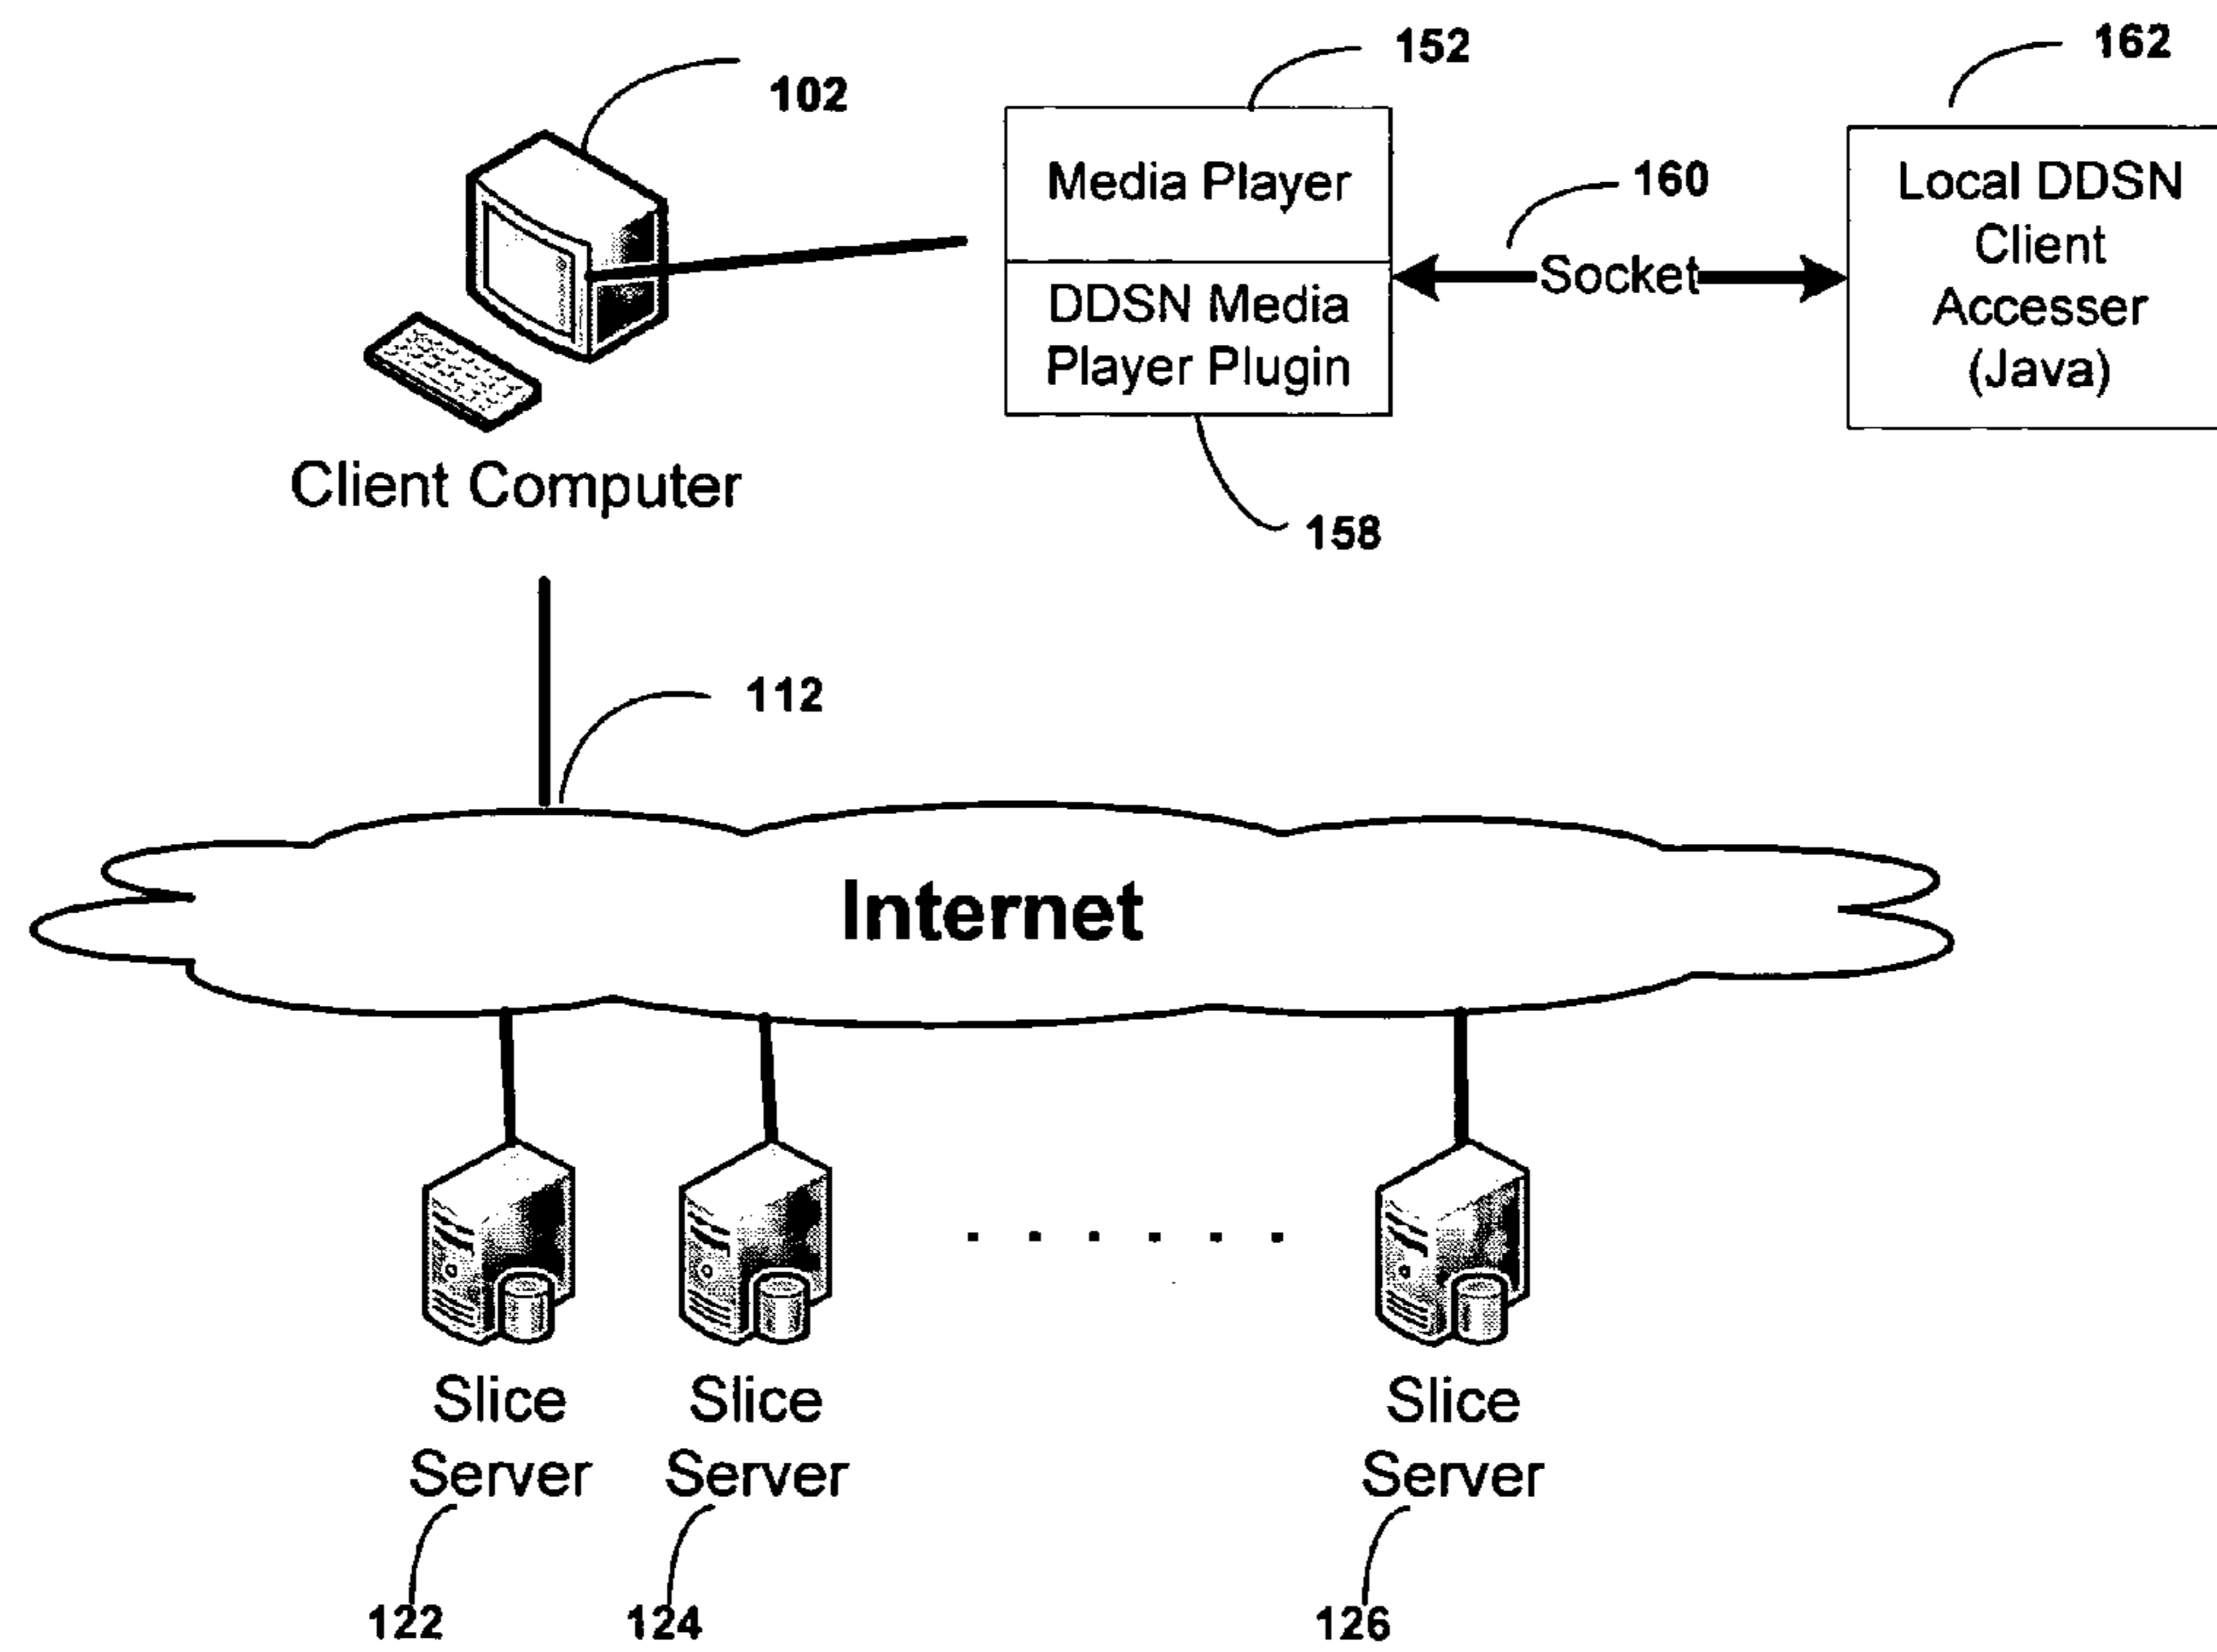 102
152
162
Media Player
DDSN Media
Player Plugin
160
Socket
Local DDSN
Client
Accesser
(Java)
Client Computer
158
112
Internet
Slice
Server
Slice
Server
Slice
Server
122
124
126